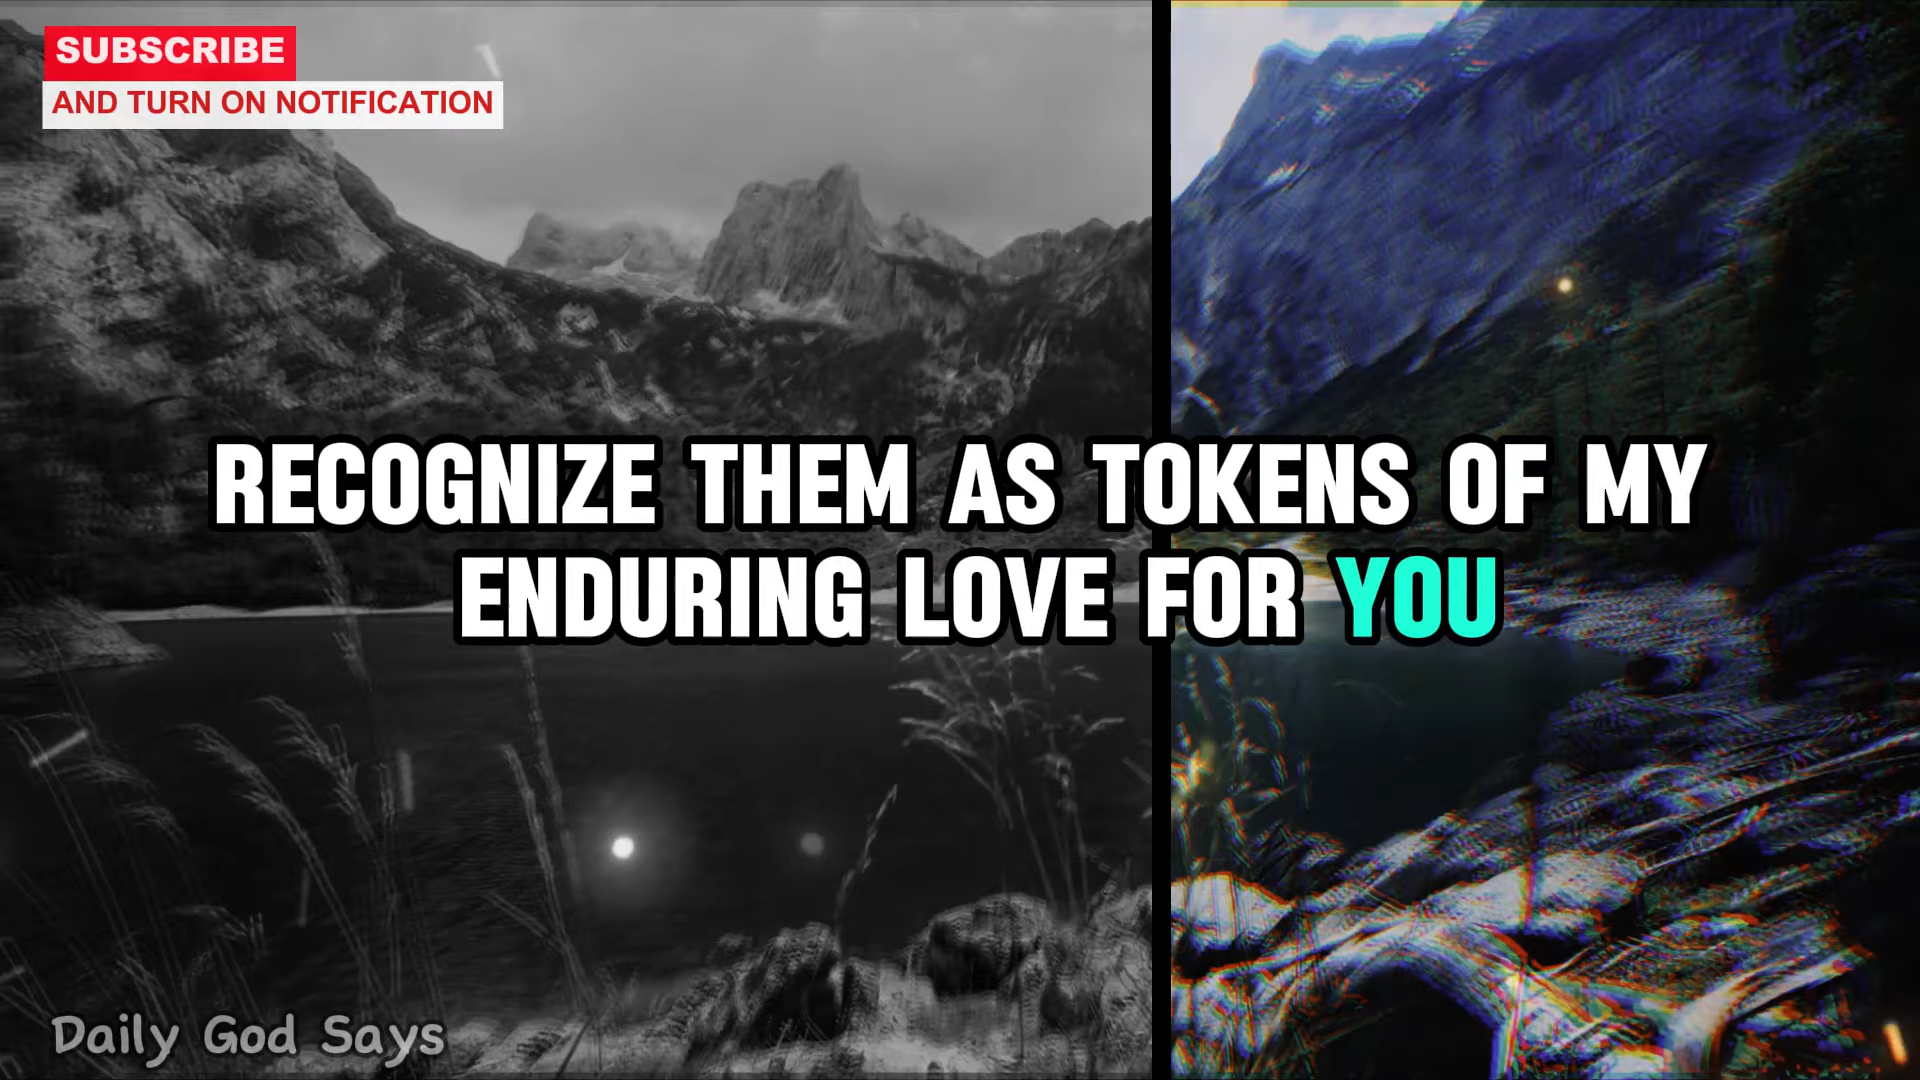 SUBSCRIBE
AND TURN ON NOTIFICATION
RECOGNIZE THEM AS TOKENS OF MY
ENDURING LOVE FOR YOU
Daily God Says